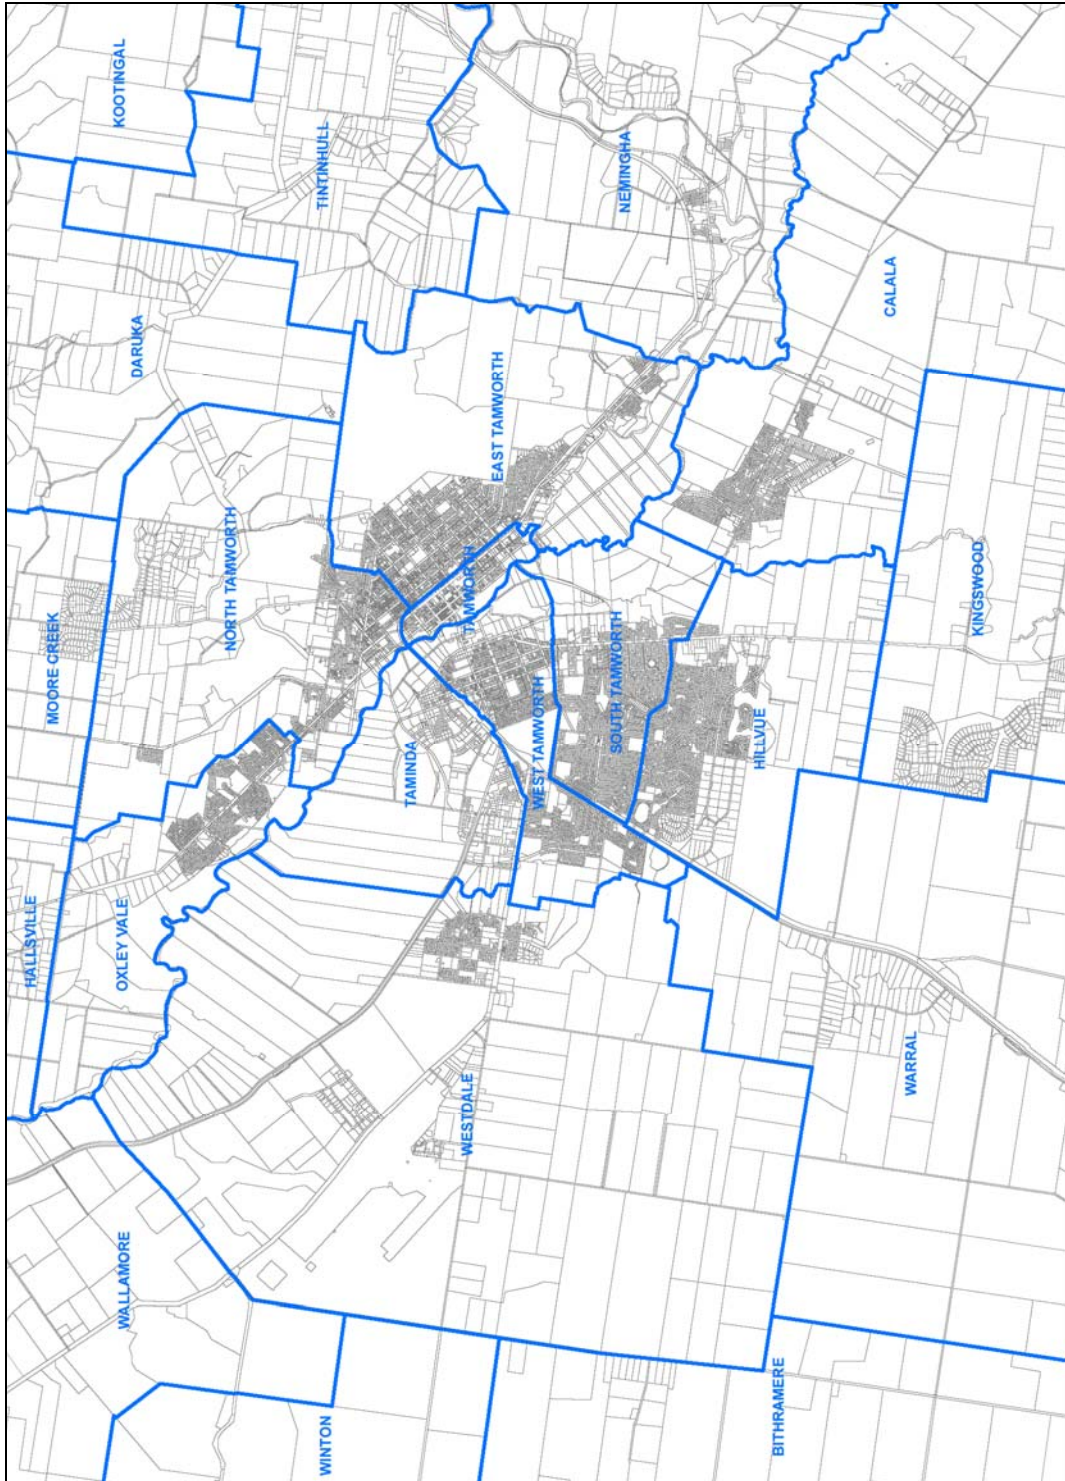 KOOTINGAL
TINTINHULL
NEMINGHA
CALALA
DARUKA
EAST TAMWORTH
NORTH TAMWORTH
TAMWORTH
KINGSWOOD
MOORE CREEK
SOUTH TAMWORTH
WEST TAMWORTH
TAMINDA
HILLVUE
HALLSVILLE
OXLEY VALE
WARRAL
WESTDALE
WALLAMORE
BITHRAMERE
WINTON